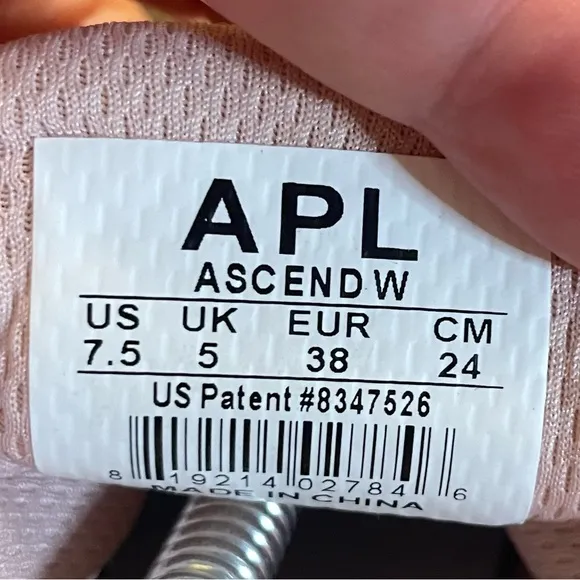 APL
ASCEND W
US UK EUR CM
7.5 5 38 24
US Patent #8347526
8 19214 02784 6
MADE IN CHINA